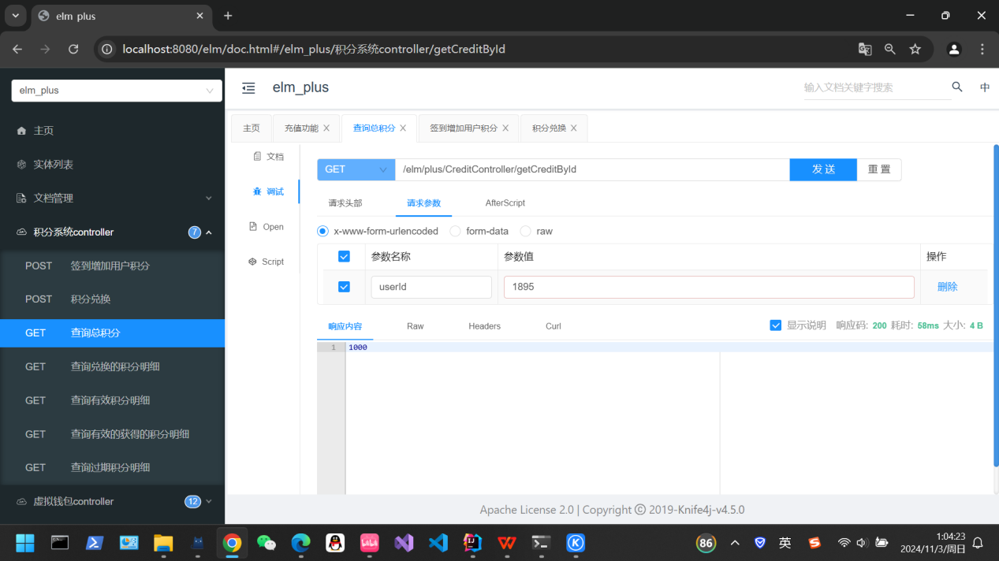 elm plus
localhost:8080/elm/doc.html#/elm_plus/积分系统controller/getCreditById
elm_plus
主页
实体列表
文档管理
积分系统controller 7
POST 签到增加用户积分
POST 积分兑换
GET 查询总积分
GET 查询兑换的积分明细
GET 查询有效积分明细
GET 查询有效的获得的积分明细
GET 查询过期积分明细
虚拟钱包controller 12
elm_plus 输入文档关键字搜索 中
主页 充值功能 查询总积分 签到增加用户积分 积分兑换
文档
调试
Open
Script
GET /elm/plus/CreditController/getCreditById 发 送 重 置
请求头部 请求参数 AfterScript
x-www-form-urlencoded form-data raw
参数名称 参数值 操作
userId 1895 删除
响应内容 Raw Headers Curl 显示说明 响应码: 200 耗时: 58ms 大小: 4 B
1 1000
Apache License 2.0 | Copyright © 2019-Knife4j-v4.5.0
86 英 1:04:23
2024/11/3/周日